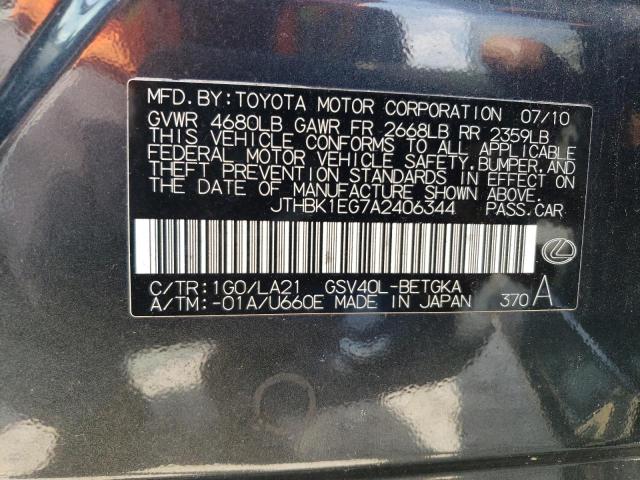 MFD.BY:TOYOTA MOTOR CORPORATION 07/10
GVWR 4680LB GAWR FR 2668LB RR 2359LB
THIS VEHICLE CONFORMS TO ALL APPLICABLE
FEDERAL MOTOR VEHICLE SAFETY,BUMPER,AND
THEFT PREVENTION STANDARDS IN EFFECT ON
THE DATE OF MANUFACTURE SHOWN ABOVE.
JTHBK1EG7A2406344 PASS.CAR
C/TR:1G0/LA21 GSV40L-BETGKA
A/TM:-01A/U660E MADE IN JAPAN 370 A